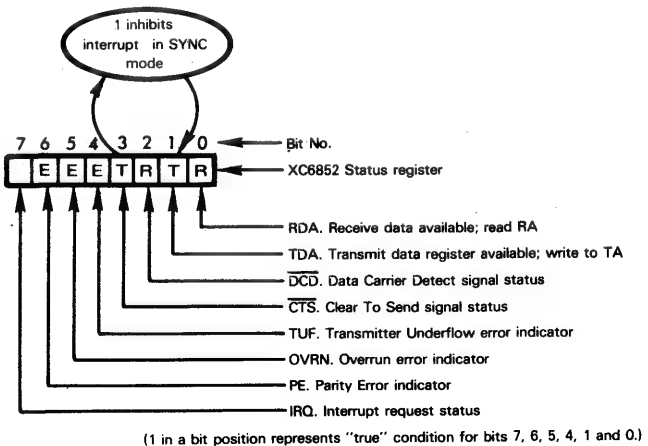 1 inhibits
interrupt in SYNC
mode
7 6 5 4 3 2 1 0 Bit No.
E E E T R T R XC6852 Status register
RDA. Receive data available; read RA
TDA. Transmit data register available; write to TA
D̅C̅D̅. Data Carrier Detect signal status
C̅T̅S̅. Clear To Send signal status
TUF. Transmitter Underflow error indicator
OVRN. Overrun error indicator
PE. Parity Error indicator
IRQ. Interrupt request status
(1 in a bit position represents "true" condition for bits 7, 6, 5, 4, 1 and 0.)